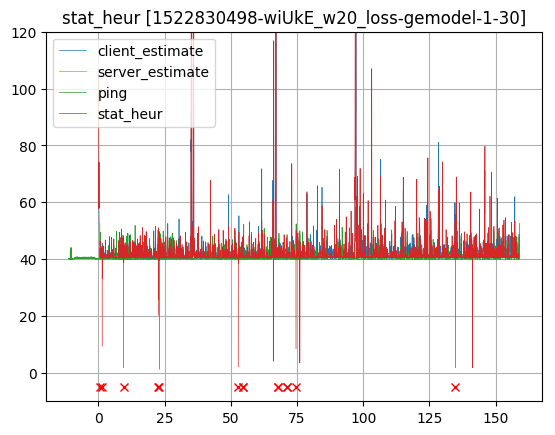 stat_heur [1522830498-wiUkE_w20_loss-gemodel-1-30]
client_estimate
server_estimate
ping
stat_heur
120
100
80
60
40
20
0
0 25 50 75 100 125 150